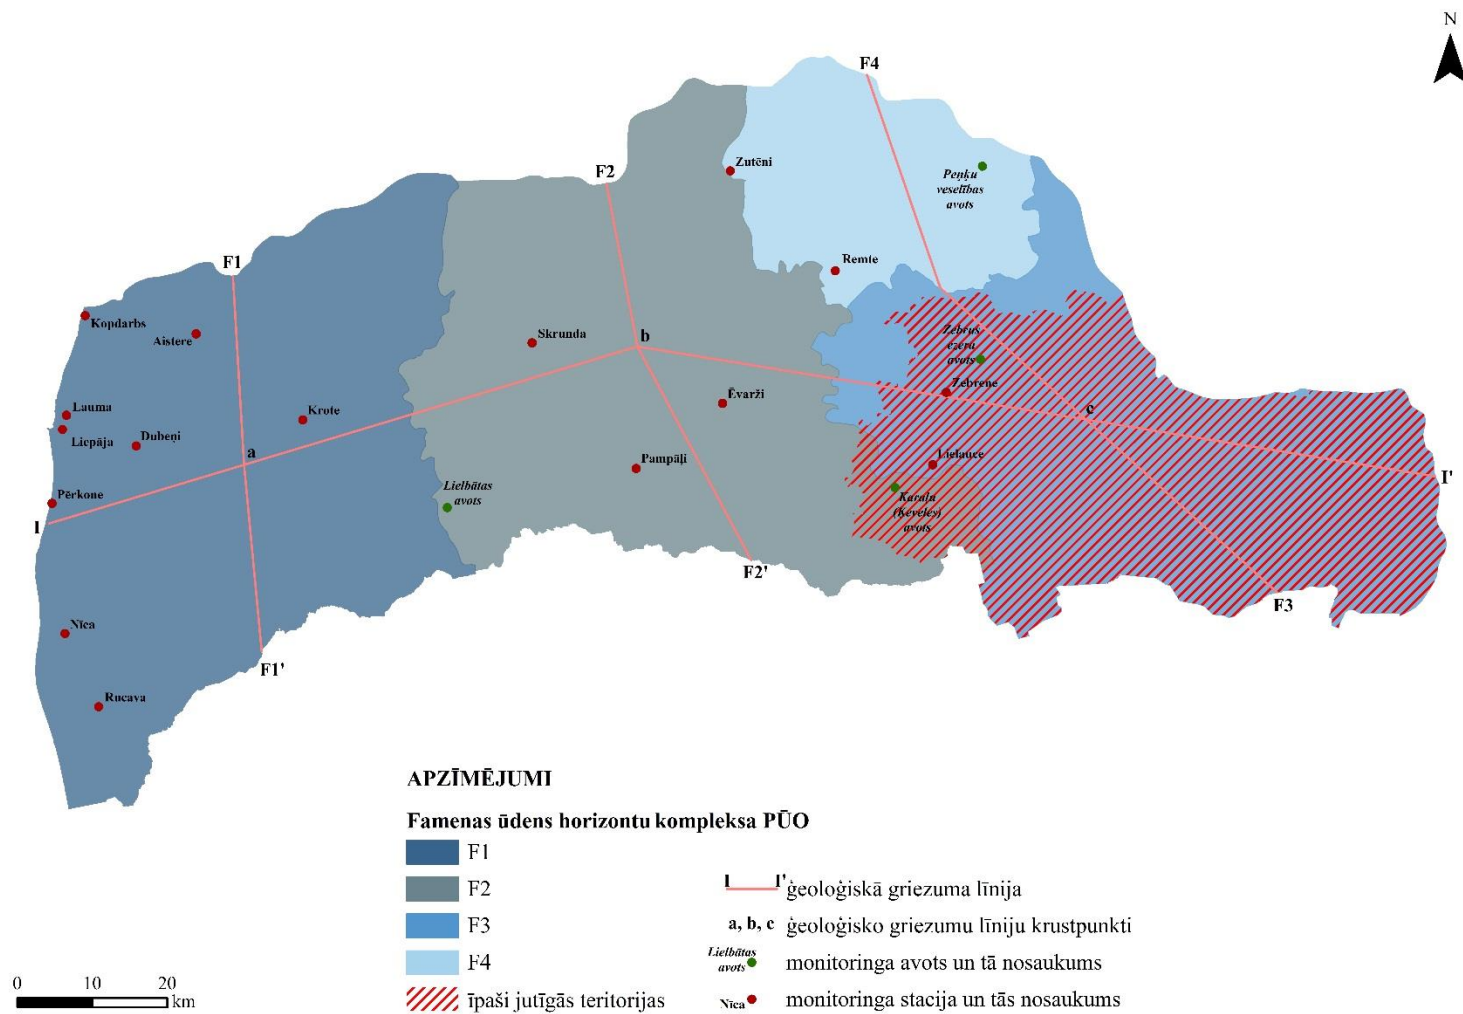 N
F4
F2
Zutēni
Peņķu
veselības
avots
F1
Remte
Kopdarbs
Aistere
Skrunda
b
Zebrus
ezera
avots
Zebrene
Ēvarži
Lauma
Krote
c
Liepāja
Dubeņi
a
Pampāļi
Lielauce
I'
Lielbātas
avots
Karaļu
(Ķeveles)
avots
Pērkone
I
F2'
F3
Nīca
F1'
Rucava
APZĪMĒJUMI
Famenas ūdens horizontu kompleksa PŪO
F1
F2
F3
F4
īpaši jutīgās teritorijas
I I' ģeoloģiskā griezuma līnija
a, b, c ģeoloģisko griezumu līniju krustpunkti
Lielbātas
avots
monitoringa avots un tā nosaukums
Nīca monitoringa stacija un tās nosaukums
0 10 20
km